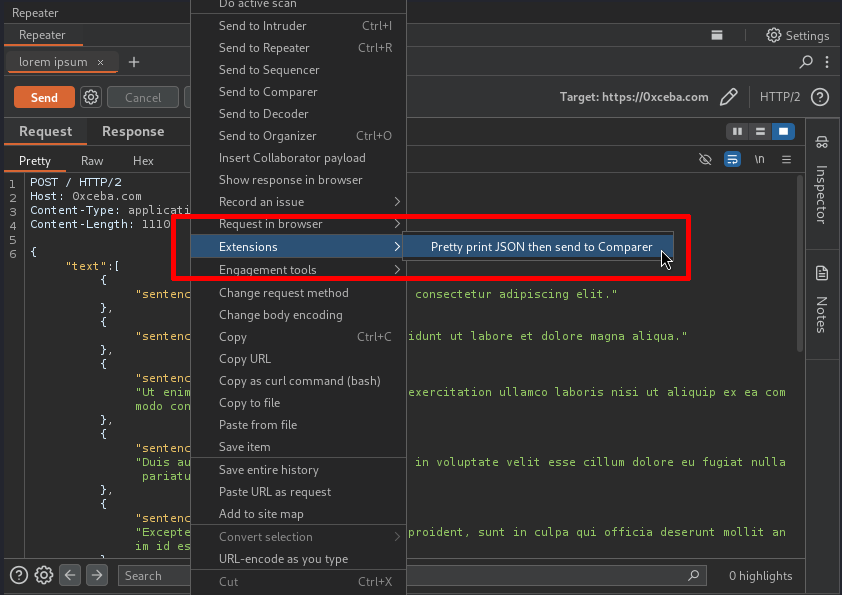 Repeater
Repeater
Settings
lorem ipsum ×
Send
Cancel
Target: https://0xceba.com
HTTP/2
Request Response
Pretty Raw Hex
\n
1 POST / HTTP/2
2 Host: 0xceba.com
3 Content-Type: applicati
4 Content-Length: 1110
5
6 {
"text":[
{
"sentenc consectetur adipiscing elit."
},
{
"sentenc idunt ut labore et dolore magna aliqua."
},
{
"sentenc
"Ut enim exercitation ullamco laboris nisi ut aliquip ex ea com
modo con
},
{
"sentenc
"Duis au in voluptate velit esse cillum dolore eu fugiat nulla
pariatu
},
{
"sentenc
"Excepte proident, sunt in culpa qui officia deserunt mollit an
im id es
Do active scan
Send to Intruder Ctrl+I
Send to Repeater Ctrl+R
Send to Sequencer
Send to Comparer
Send to Decoder
Send to Organizer Ctrl+O
Insert Collaborator payload
Show response in browser
Record an issue
Request in browser
Extensions
Pretty print JSON then send to Comparer
Engagement tools
Change request method
Change body encoding
Copy Ctrl+C
Copy URL
Copy as curl command (bash)
Copy to file
Paste from file
Save item
Save entire history
Paste URL as request
Add to site map
Convert selection
URL-encode as you type
Cut Ctrl+X
Inspector
Notes
Search
0 highlights